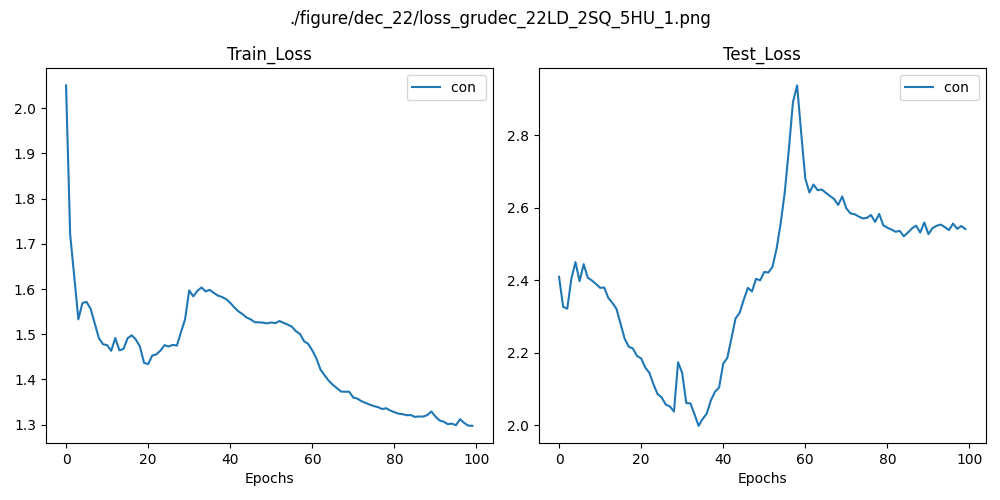 ./figure/dec_22/loss_grudec_22LD_2SQ_5HU_1.png
Train_Loss
con
2.0
1.9
1.8
1.7
1.6
1.5
1.4
1.3
0 20 40 60 80 100
Epochs
Test_Loss
con
2.8
2.6
2.4
2.2
2.0
0 20 40 60 80 100
Epochs